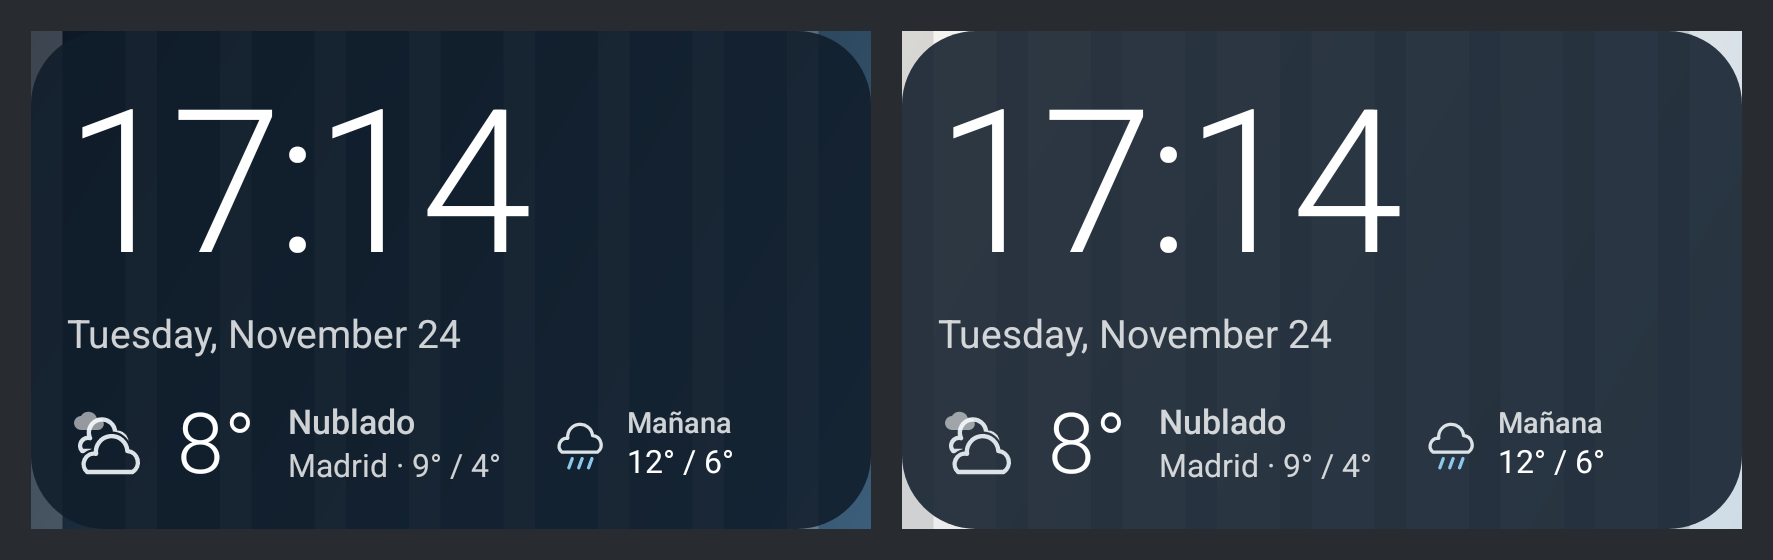 17:14
Tuesday, November 24
8°
Nublado
Madrid · 9° / 4°
Mañana
12° / 6°
17:14
Tuesday, November 24
8°
Nublado
Madrid · 9° / 4°
Mañana
12° / 6°